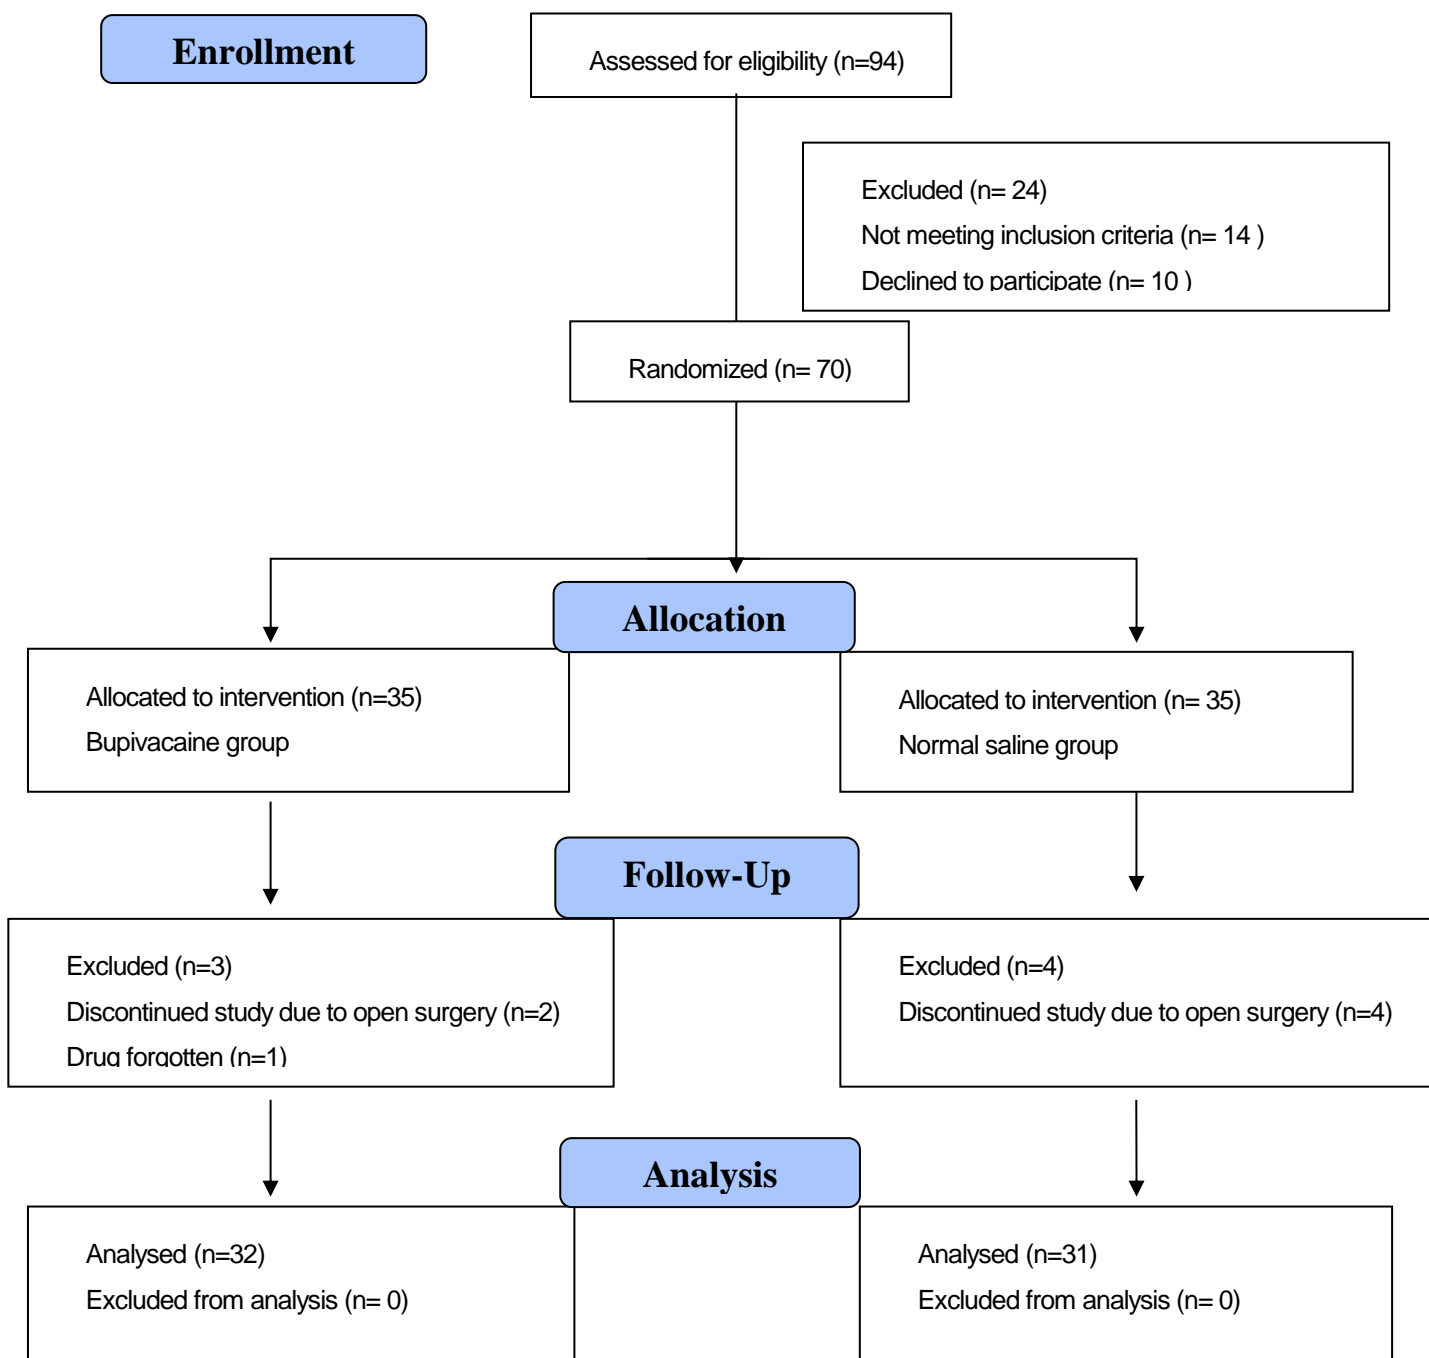 Enrollment
Assessed for eligibility (n=94)
Excluded (n= 24)
Not meeting inclusion criteria (n= 14 )
Declined to participate (n= 10 )
Randomized (n= 70)
Allocation
Allocated to intervention (n=35)
Bupivacaine group
Allocated to intervention (n= 35)
Normal saline group
Follow-Up
Excluded (n=3)
Discontinued study due to open surgery (n=2)
Drug forgotten (n=1)
Excluded (n=4)
Discontinued study due to open surgery (n=4)
Analysis
Analysed (n=32)
Excluded from analysis (n= 0)
Analysed (n=31)
Excluded from analysis (n= 0)